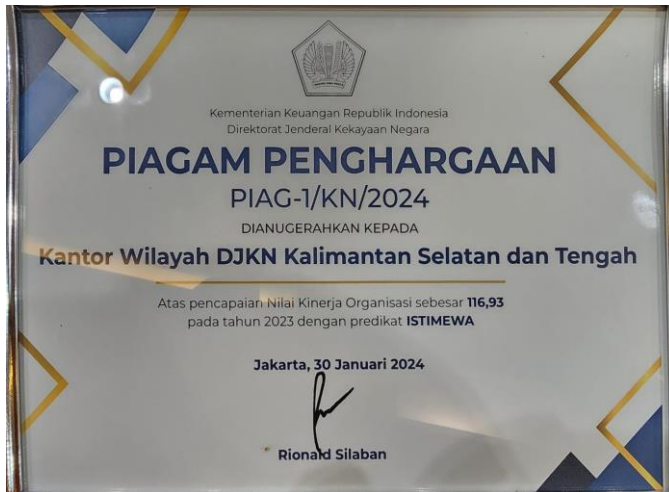 Kementerian Keuangan Republik Indonesia
Direktorat Jenderal Kekayaan Negara
PIAGAM PENGHARGAAN
PIAG-1/KN/2024
DIANUGERAHKAN KEPADA
Kantor Wilayah DJKN Kalimantan Selatan dan Tengah
Atas pencapaian Nilai Kinerja Organisasi sebesar 116,93
pada tahun 2023 dengan predikat ISTIMEWA
Jakarta, 30 Januari 2024
Rionald Silaban